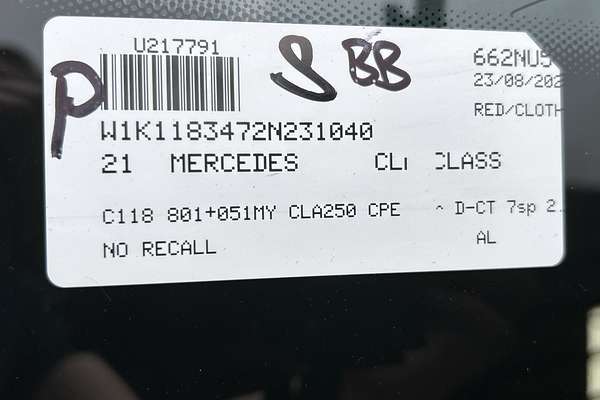 U217791
S BB
P
662NU5
23/08/202
RED/CLOTH
W1K1183472N231040
21 MERCEDES CL CLASS
C118 801+051MY CLA250 CPE D-CT 7sp 2.
NO RECALL
AL